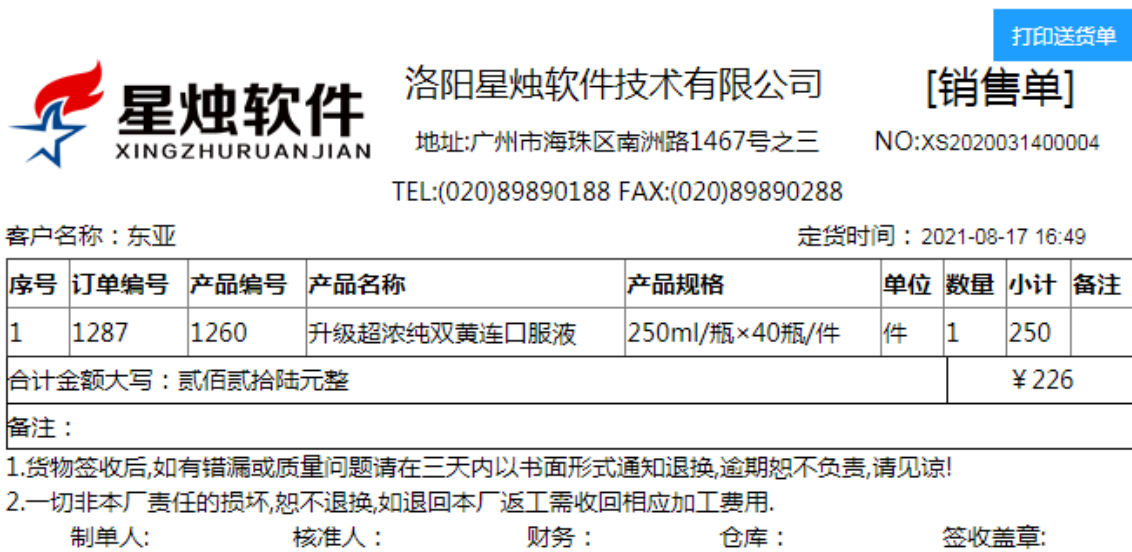 打印送货单
星烛软件
XINGZHURUANJIAN
洛阳星烛软件技术有限公司
[销售单]
地址:广州市海珠区南洲路1467号之三
NO:XS2020031400004
TEL:(020)89890188 FAX:(020)89890288
客户名称：东亚
定货时间：2021-08-17 16:49
序号 订单编号 产品编号 产品名称 产品规格 单位 数量 小计 备注
1 1287 1260 升级超浓纯双黄连口服液 250ml/瓶×40瓶/件 件 1 250
合计金额大写：贰佰贰拾陆元整 ￥226
备注：
1.货物签收后,如有错漏或质量问题请在三天内以书面形式通知退换,逾期恕不负责,请见谅!
2.一切非本厂责任的损坏,恕不退换,如退回本厂返工需收回相应加工费用.
制单人: 核准人： 财务： 仓库： 签收盖章: